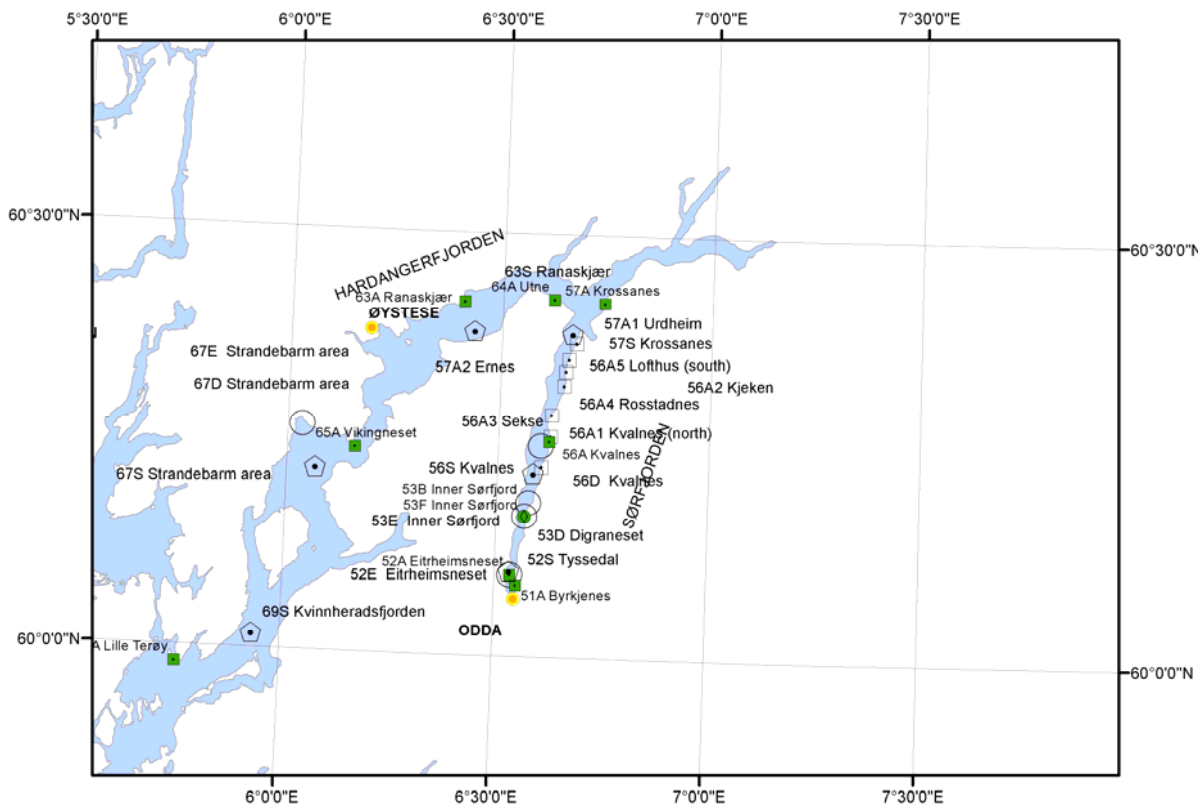 5°30'0"E 6°0'0"E 6°30'0"E 7°0'0"E 7°30'0"E
60°30'0"N
60°30'0"N
HARDANGERFJORDEN
63S Ranaskjær
64A Utne
57A Krossanes
63A Ranaskjær
ØYSTESE
57A1 Urdheim
57S Krossanes
67E Strandebarm area
57A2 Ernes
56A5 Lofthus (south)
67D Strandebarm area
56A2 Kjeken
56A4 Rosstadnes
56A3 Sekse
65A Vikingneset
56A1 Kvalnes (north)
56A Kvalnes
SØRFJORDEN
67S Strandebarm area
56S Kvalnes
56D Kvalnes
53B Inner Sørfjord
53F Inner Sørfjord
53E Inner Sørfjord
53D Digraneset
52A Eitrheimsneset
52S Tyssedal
52E Eitrheimsneset
51A Byrkjenes
69S Kvinnheradsfjorden
ODDA
60°0'0"N
A Lille Terøy
60°0'0"N
6°0'0"E 6°30'0"E 7°0'0"E 7°30'0"E